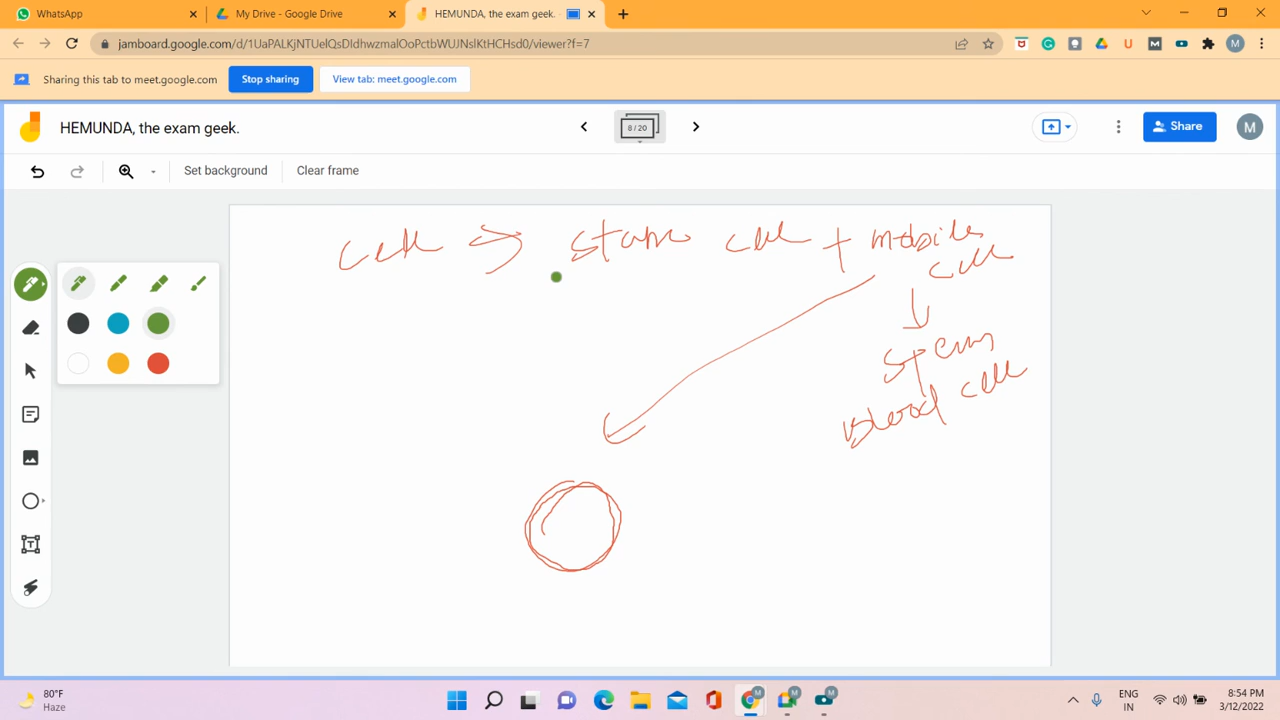 WhatsApp
My Drive - Google Drive
HEMUNDA, the exam geek.
jamboard.google.com/d/1UaPALKjNTUelQsDIdhwzmalOoPctbWUJNslKtHCHsd0/viewer?f=7
Sharing this tab to meet.google.com
Stop sharing
View tab: meet.google.com
HEMUNDA, the exam geek.
8 / 20
Share
M
Set background
Clear frame
cell ⇒ cell + mobile
cell
↓
blood cell
80°F
Haze
ENG
IN
8:54 PM
3/12/2022